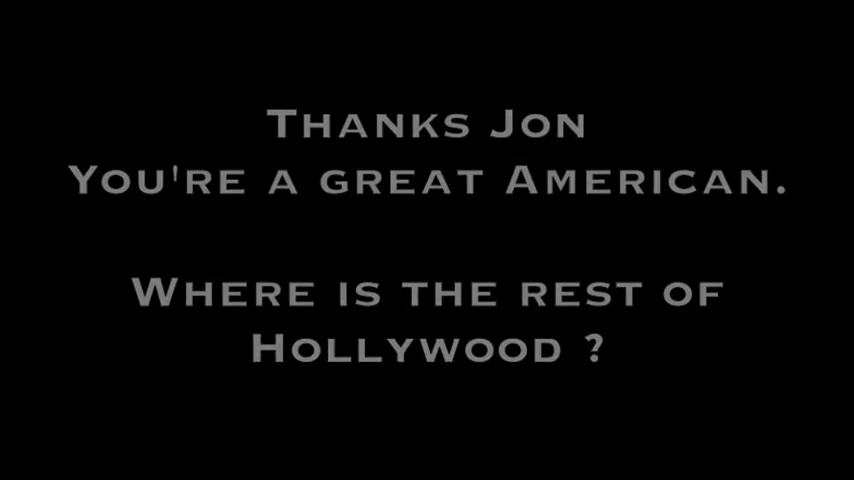 Thanks Jon
You're a great American.
Where is the rest of
Hollywood ?